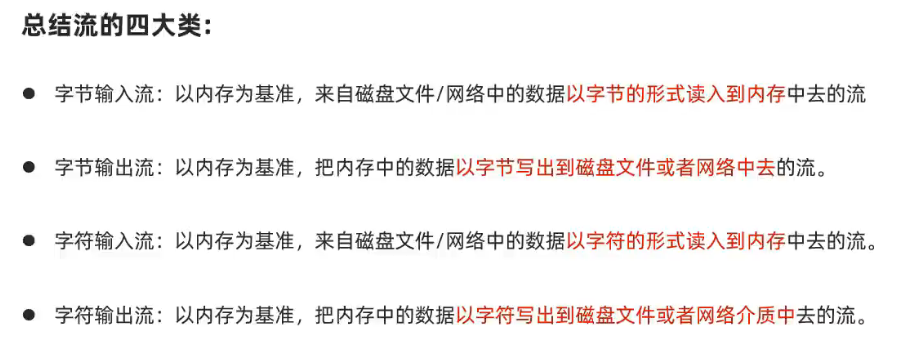 总结流的四大类:
● 字节输入流：以内存为基准，来自磁盘文件/网络中的数据以字节的形式读入到内存中去的流
● 字节输出流：以内存为基准，把内存中的数据以字节写出到磁盘文件或者网络中去的流。
● 字符输入流：以内存为基准，来自磁盘文件/网络中的数据以字符的形式读入到内存中去的流。
● 字符输出流：以内存为基准，把内存中的数据以字符写出到磁盘文件或者网络介质中去的流。